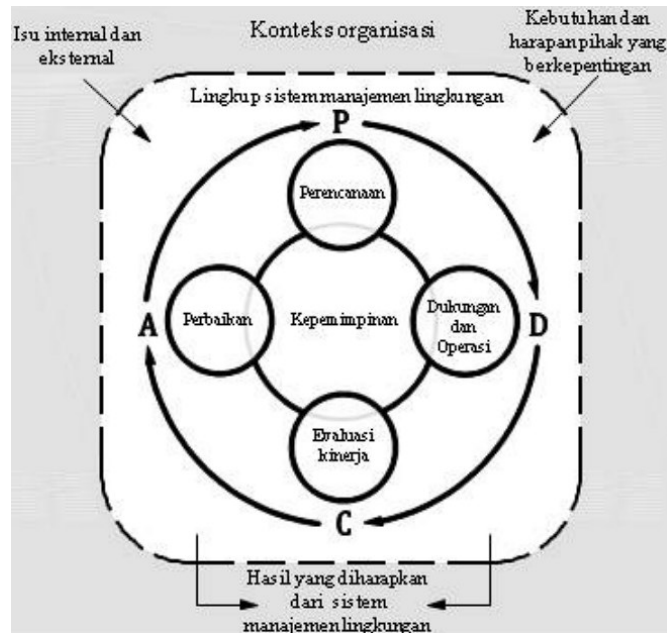 Isu internal dan
eksternal
Konteks organisasi
Kebutuhan dan
harapan pihak yang
berkepentingan
Lingkup sistem manajemen lingkungan
P
Perencanaan
A
Perbaikan
Kepemimpinan
Dukungan
dan
Operasi
D
Evaluasi
kinerja
C
Hasil yang diharapkan
dari sistem
manajemen lingkungan